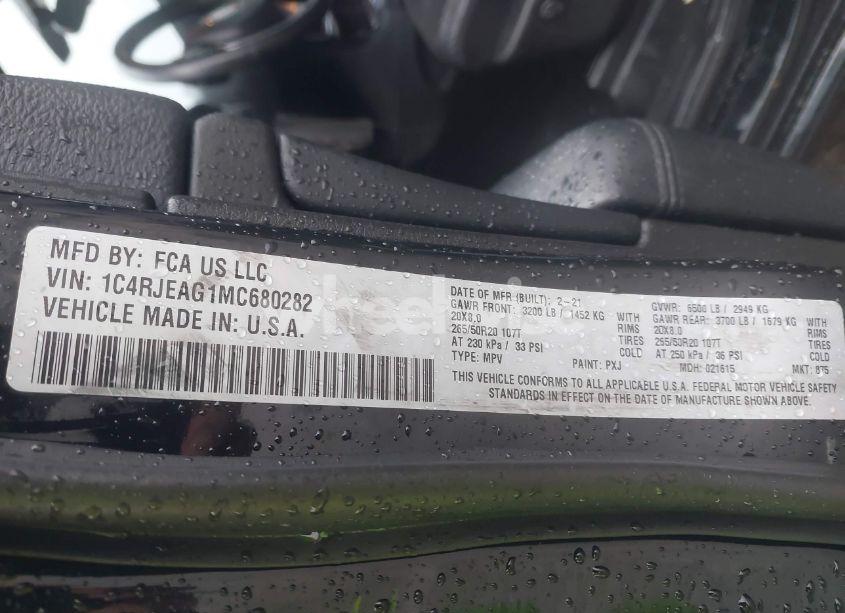 MFD BY: FCA US LLC
VIN: 1C4RJEAG1MC680282
VEHICLE MADE IN: U.S.A.
DATE OF MFR (BUILT): 2-21 GVWR: 6500 LB / 2949 KG
GAWR FRONT: 3200 LB / 1452 KG WITH GAWR REAR: 3700 LB / 1679 KG WITH
20X8.0 RIMS 20X8.0 RIMS
265/50R20 107T TIRES 265/50R20 107T TIRES
AT 230 kPa / 33 PSI COLD AT 250 kPa / 36 PSI COLD
TYPE: MPV PAINT: PXJ MDH: 021615 MKT: BTS
THIS VEHICLE CONFORMS TO ALL APPLICABLE U.S.A. FEDERAL MOTOR VEHICLE SAFETY
STANDARDS IN EFFECT ON THE DATE OF MANUFACTURE SHOWN ABOVE.